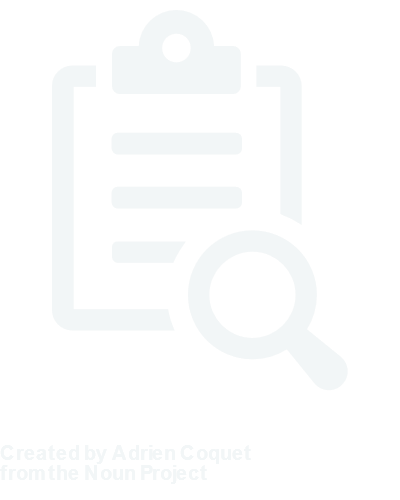 Created by Adrien Coquet
from the Noun Project